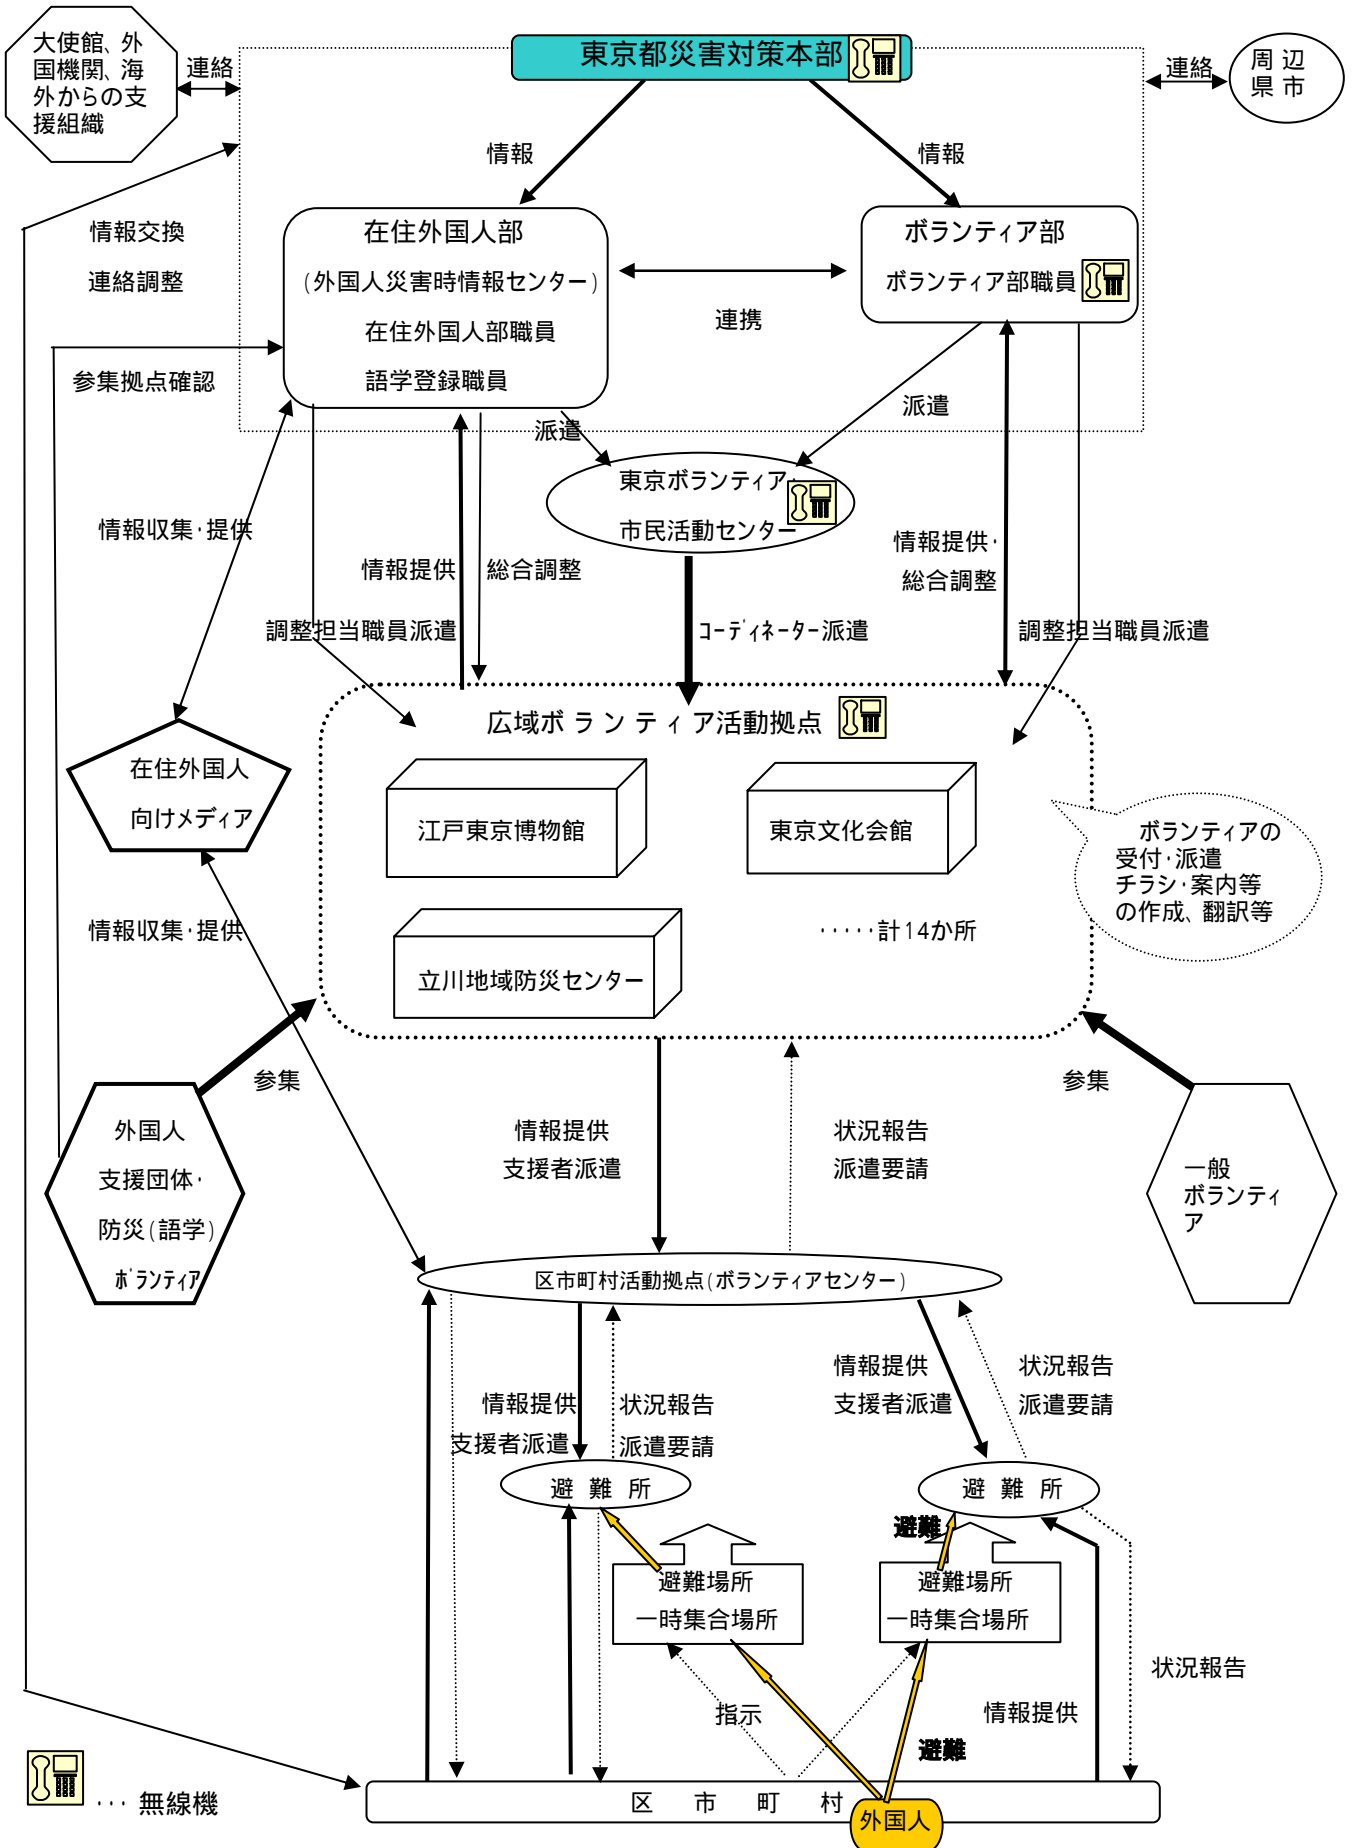 大使館、外
国機関、海
外からの支
援組織
連絡
東京都災害対策本部
連絡
周辺
県市
情報
情報
情報交換
連絡調整
在住外国人部
(外国人災害時情報センター)
在住外国人部職員
語学登録職員
連携
ボランティア部
ボランティア部職員
参集拠点確認
派遣
派遣
東京ボランティア・
市民活動センター
情報収集・提供
情報提供
総合調整
情報提供・
総合調整
調整担当職員派遣
コーディネーター派遣
調整担当職員派遣
広域ボランティア活動拠点
在住外国人
向けメディア
江戸東京博物館
東京文化会館
ボランティアの
受付・派遣
チラシ・案内等
の作成、翻訳等
情報収集・提供
・・・・・計14か所
立川地域防災センター
参集
参集
外国人
支援団体・
防災(語学)
ボランティア
情報提供
支援者派遣
状況報告
派遣要請
一般
ボランティ
ア
区市町村活動拠点(ボランティアセンター)
情報提供
支援者派遣
状況報告
派遣要請
情報提供
支援者派遣
状況報告
派遣要請
避難所
避難所
避難
避難場所
一時集合場所
避難場所
一時集合場所
状況報告
指示
情報提供
避難
・・・ 無線機
区市町村
外国人